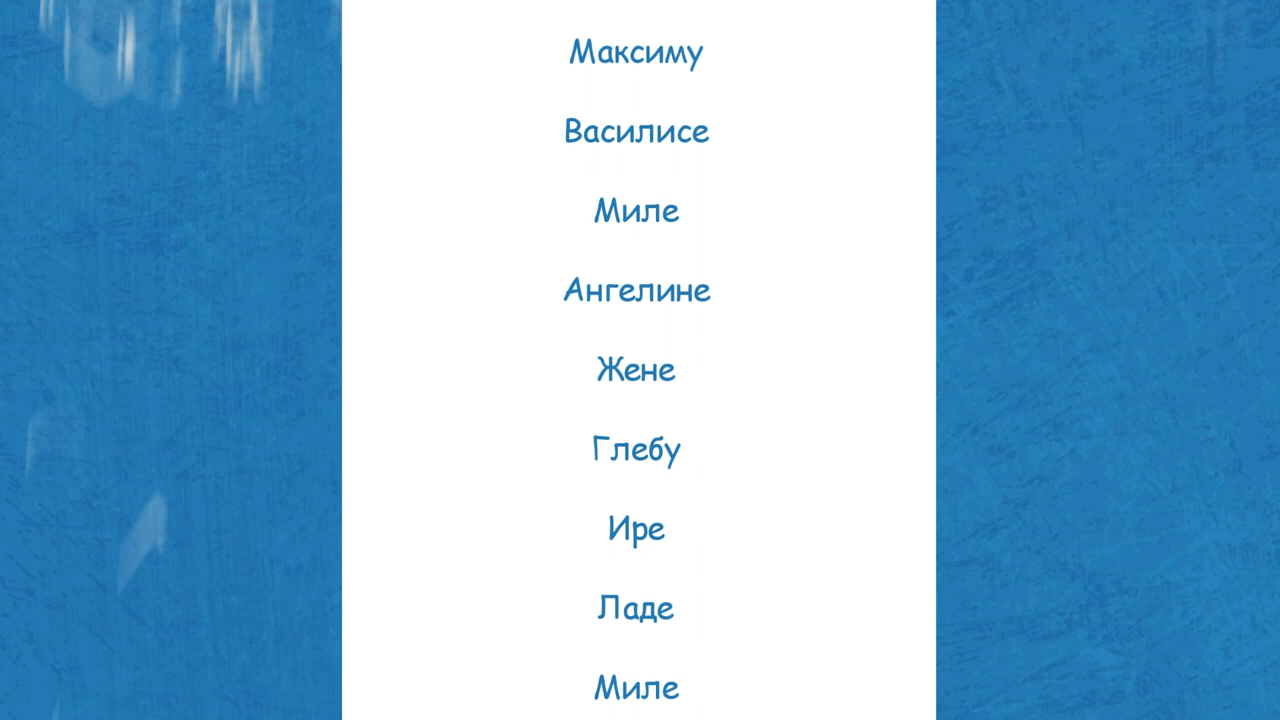 Максиму
Василисе
Миле
Ангелине
Жене
Глебу
Ире
Ладе
Миле